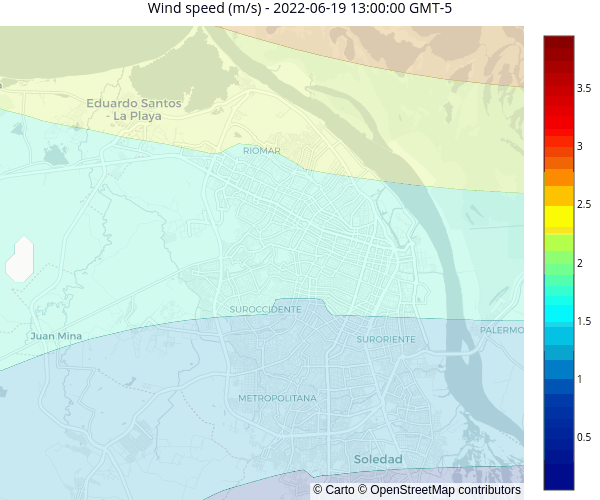 Wind speed (m/s) - 2022-06-19 13:00:00 GMT-5
Eduardo Santos
- La Playa
RIOMAR
SUROCCIDENTE
Juan Mina
SURORIENTE
PALERMO
METROPOLITANA
Soledad
© Carto © OpenStreetMap contributors
3.5
3
2.5
2
1.5
1
0.5